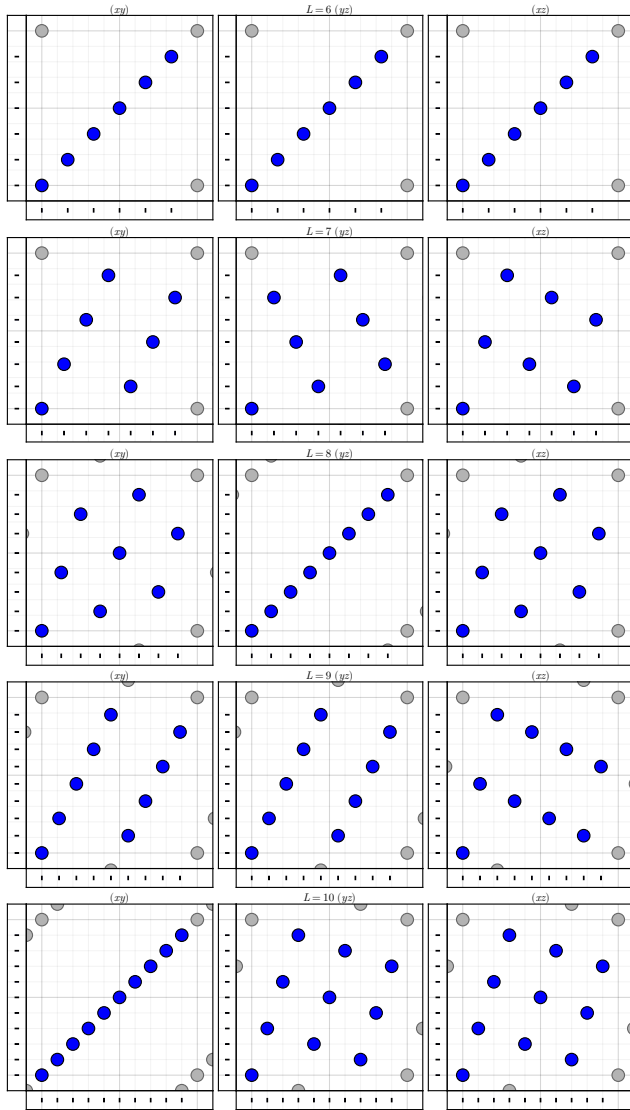 (xy) L = 6 (yz) (xz)
(xy) L = 7 (yz) (xz)
(xy) L = 8 (yz) (xz)
(xy) L = 9 (yz) (xz)
(xy) L = 10 (yz) (xz)